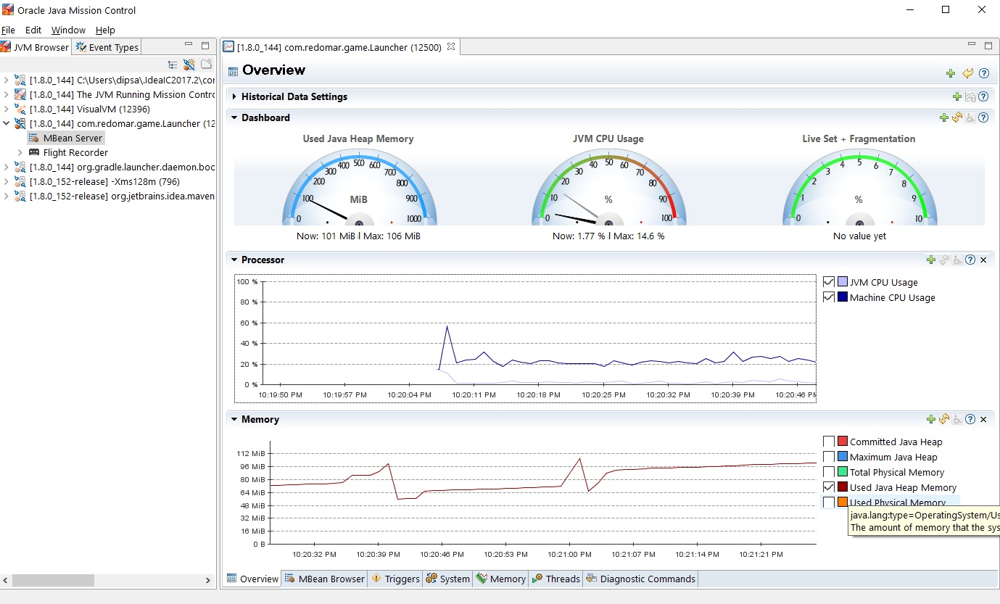 Oracle Java Mission Control
File Edit Window Help
JVM Browser Event Types
[1.8.0_144] C:\Users\dipsa\.IdeaIC2017.2\cor
[1.8.0_144] The JVM Running Mission Contro
[1.8.0_144] VisualVM (12396)
[1.8.0_144] com.redomar.game.Launcher (12
MBean Server
Flight Recorder
[1.8.0_144] org.gradle.launcher.daemon.boo
[1.8.0_152-release] -Xms128m (796)
[1.8.0_152-release] org.jetbrains.idea.maven
[1.8.0_144] com.redomar.game.Launcher (12500)
Overview
Historical Data Settings
Dashboard
Used Java Heap Memory
0 100 200 300 400 500 600 700 800 900 1000
MiB
Now: 101 MiB | Max: 106 MiB
JVM CPU Usage
0 10 20 30 40 50 60 70 80 90 100
%
Now: 1.77 % | Max: 14.6 %
Live Set + Fragmentation
0 1 2 3 4 5 6 7 8 9 10
%
No value yet
Processor
100 %
80 %
60 %
40 %
20 %
0 %
10:19:50 PM 10:19:57 PM 10:20:04 PM 10:20:11 PM 10:20:18 PM 10:20:25 PM 10:20:32 PM 10:20:39 PM 10:20:46 PM
JVM CPU Usage
Machine CPU Usage
Memory
112 MiB
96 MiB
80 MiB
64 MiB
48 MiB
32 MiB
16 MiB
0 B
10:20:32 PM 10:20:39 PM 10:20:46 PM 10:20:53 PM 10:21:00 PM 10:21:07 PM 10:21:14 PM 10:21:21 PM
Committed Java Heap
Maximum Java Heap
Total Physical Memory
Used Java Heap Memory
Used Physical Memory
java.lang:type=OperatingSystem/Us
The amount of memory that the sys
Overview MBean Browser Triggers System Memory Threads Diagnostic Commands